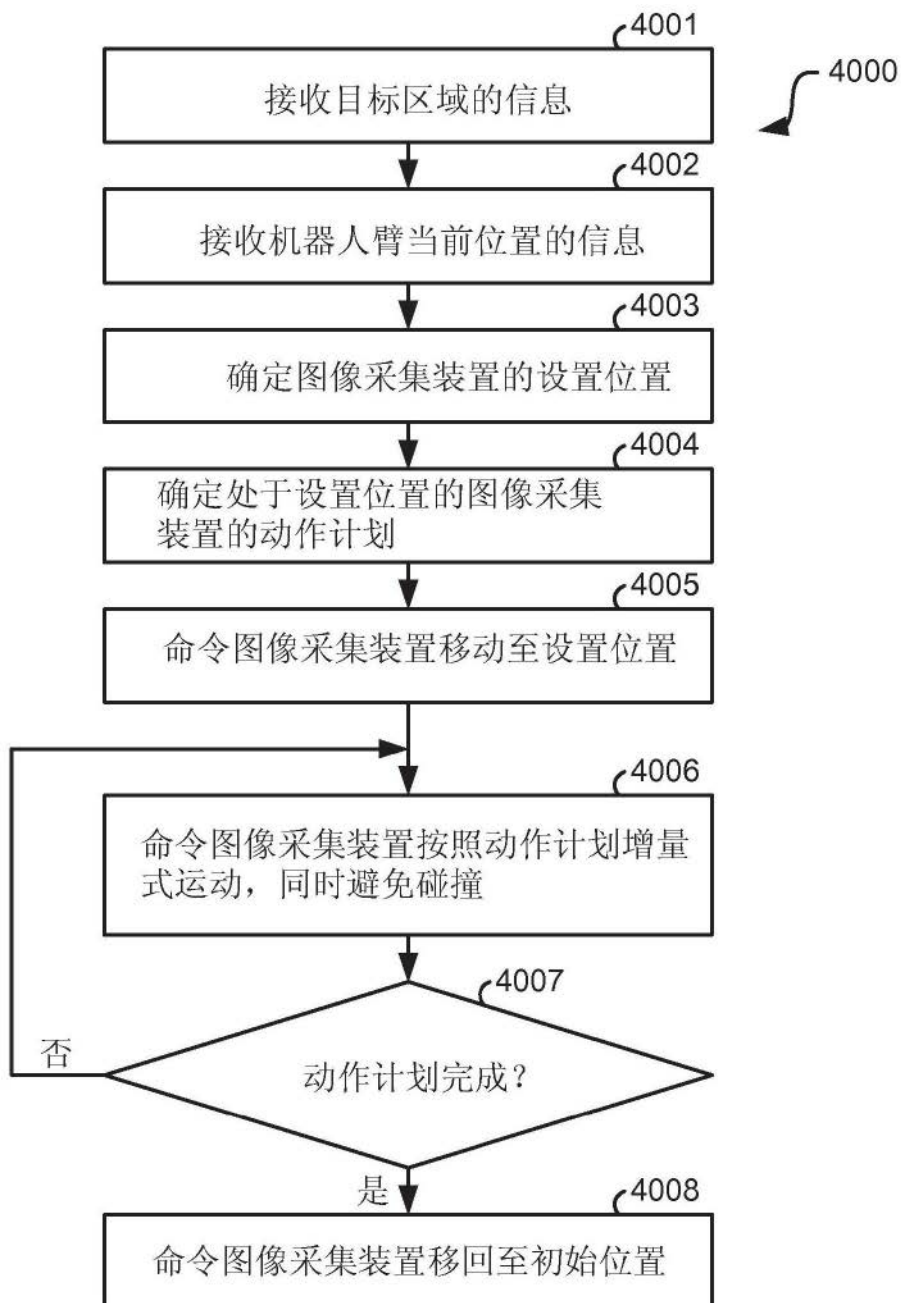 4001
4000
接收目标区域的信息
4002
接收机器人臂当前位置的信息
4003
确定图像采集装置的设置位置
4004
确定处于设置位置的图像采集
装置的动作计划
4005
命令图像采集装置移动至设置位置
4006
命令图像采集装置按照动作计划增量
式运动，同时避免碰撞
4007
否
动作计划完成？
是
4008
命令图像采集装置移回至初始位置